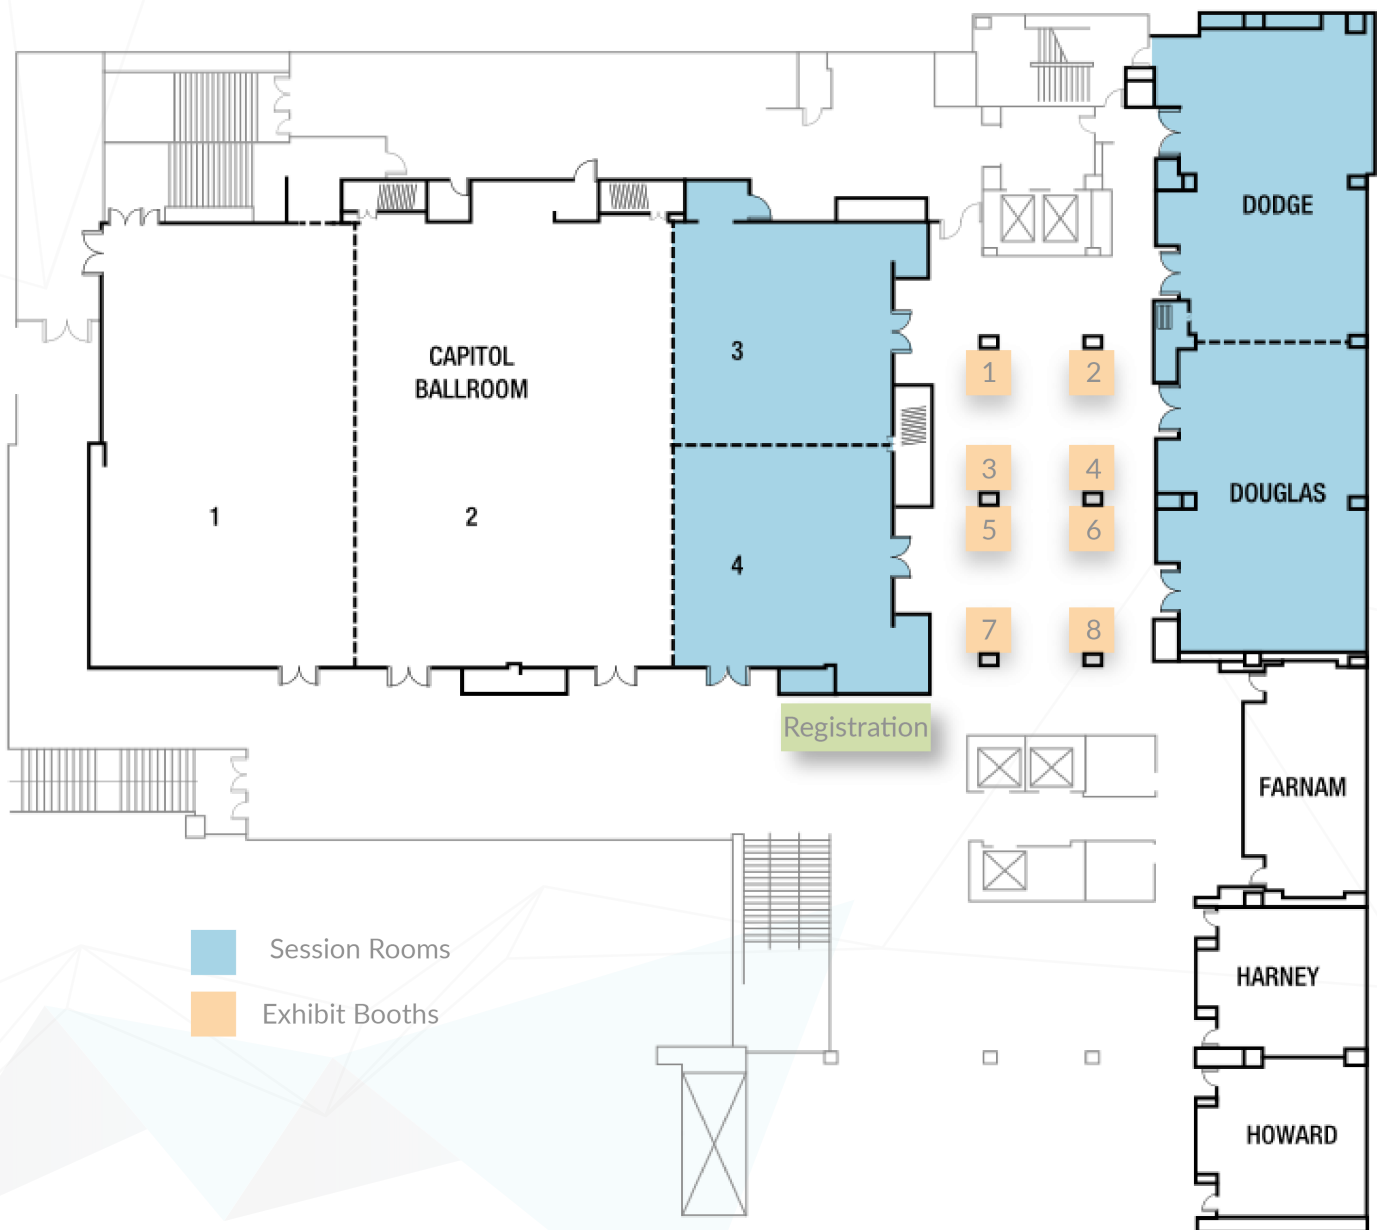 DODGE
CAPITOL
BALLROOM
3
1
2
3
4
DOUGLAS
1
2
5
6
4
7
8
Registration
FARNAM
Session Rooms
HARNEY
Exhibit Booths
HOWARD